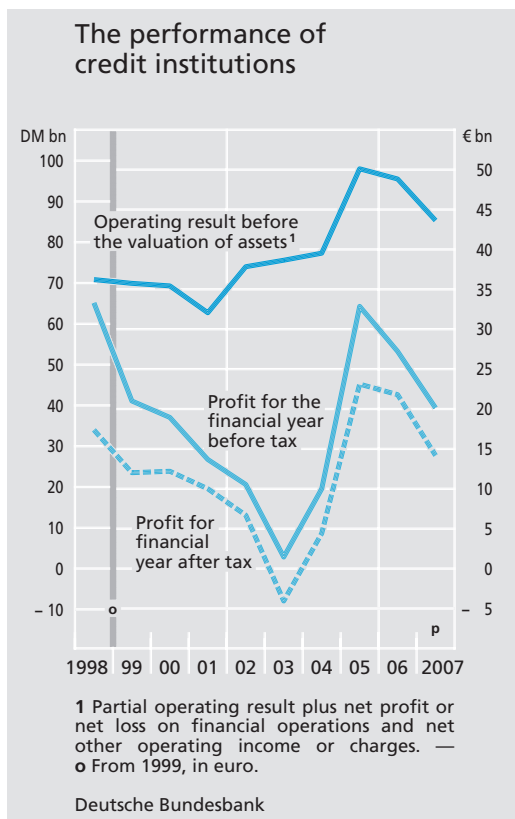 The performance of
credit institutions
DM bn
€ bn
100
90
80
70
60
50
40
30
20
10
0
– 10
50
45
40
35
30
25
20
15
10
5
0
– 5
Operating result before
the valuation of assets 1
Profit for the
financial year
before tax
Profit for
financial
year after tax
o
p
1998 99 00 01 02 03 04 05 06 2007
1 Partial operating result plus net profit or
net loss on financial operations and net
other operating income or charges. —
o From 1999, in euro.
Deutsche Bundesbank